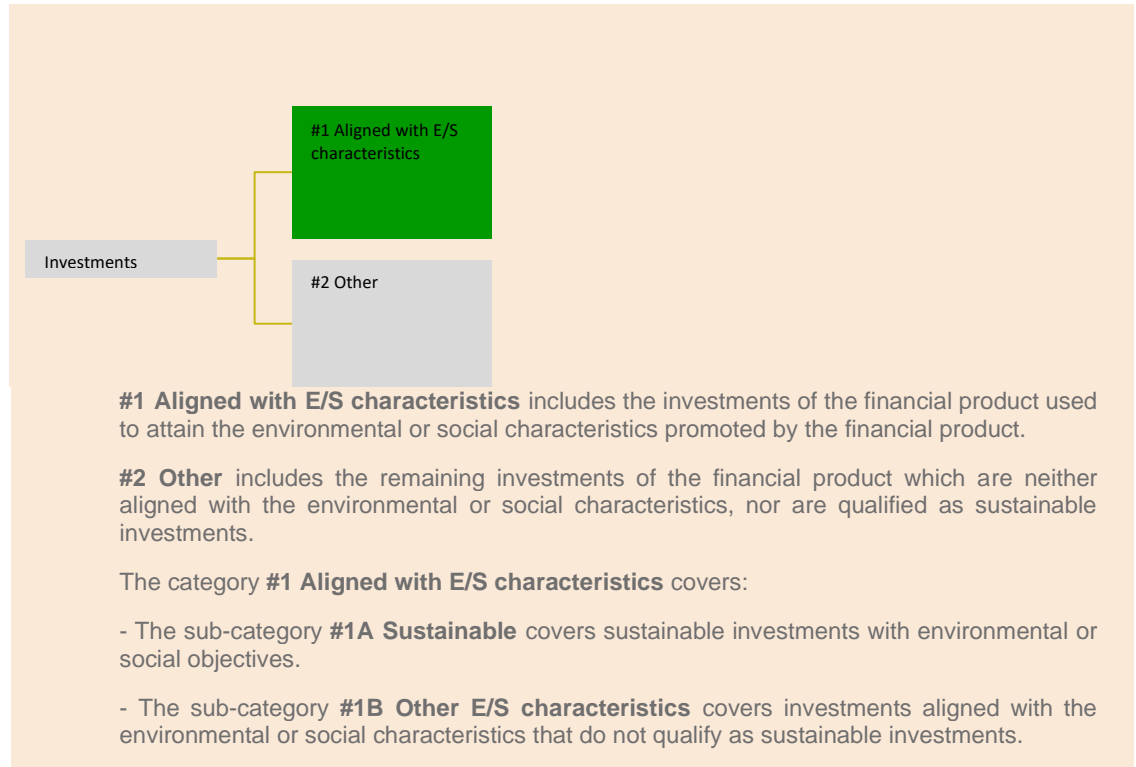 #1 Aligned with E/S
characteristics
Investments
#2 Other
#1 Aligned with E/S characteristics includes the investments of the financial product used
to attain the environmental or social characteristics promoted by the financial product.
#2 Other includes the remaining investments of the financial product which are neither
aligned with the environmental or social characteristics, nor are qualified as sustainable
investments.
The category #1 Aligned with E/S characteristics covers:
- The sub-category #1A Sustainable covers sustainable investments with environmental or
social objectives.
- The sub-category #1B Other E/S characteristics covers investments aligned with the
environmental or social characteristics that do not qualify as sustainable investments.